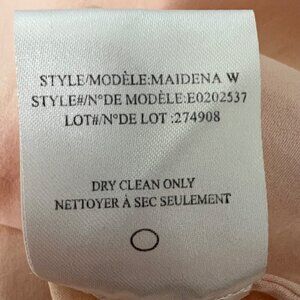 STYLE/MODÈLE:MAIDENA W
STYLE#/N°DE MODÈLE:E0202537
LOT#/N°DE LOT :274908
DRY CLEAN ONLY
NETTOYER À SEC SEULEMENT